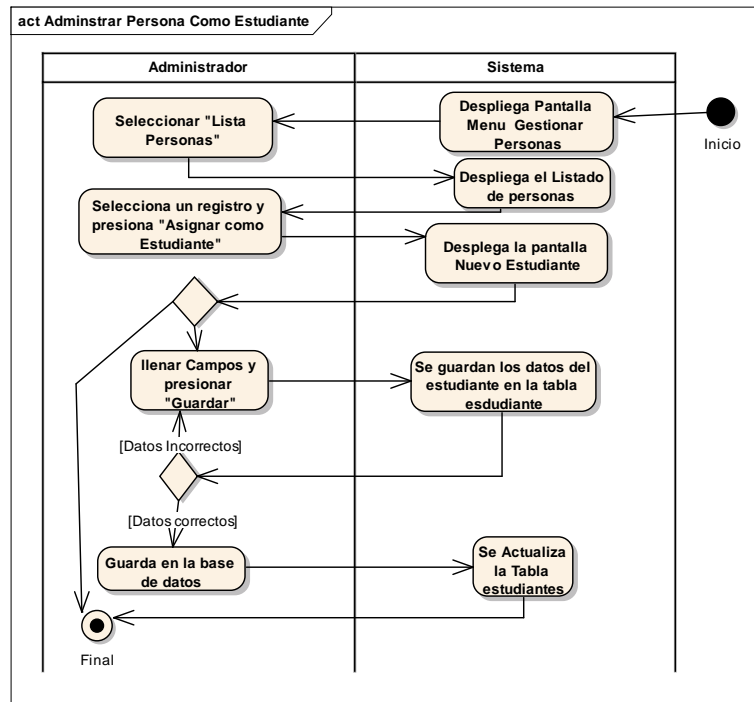 act Adminstrar Persona Como Estudiante
Administrador
Sistema
Seleccionar "Lista
Personas"
Despliega Pantalla
Menu Gestionar
Personas
Inicio
Despliega el Listado
de personas
Selecciona un registro y
presiona "Asignar como
Estudiante"
Desplega la pantalla
Nuevo Estudiante
llenar Campos y
presionar
"Guardar"
Se guardan los datos del
estudiante en la tabla
esdudiante
[Datos Incorrectos]
[Datos correctos]
Guarda en la base
de datos
Se Actualiza
la Tabla
estudiantes
Final